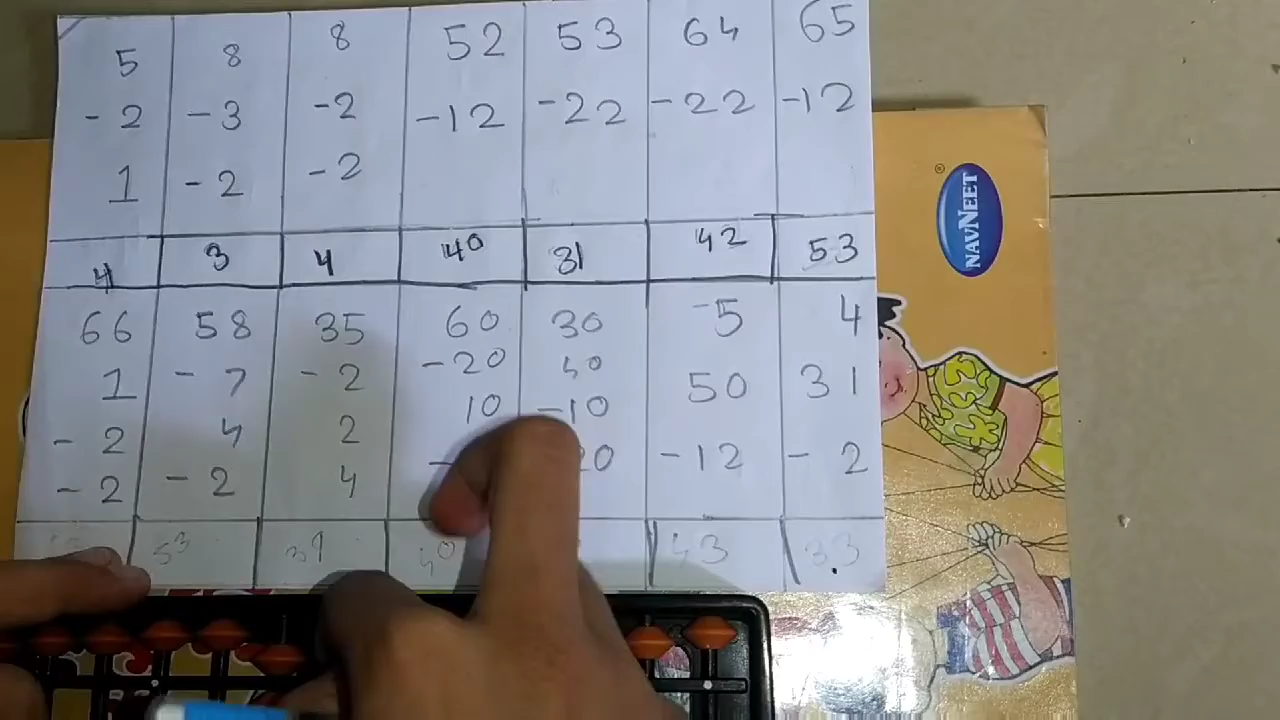 5 8 8 52 53 64 65
-2 -3 -2 -12 -22 -22 -12
1 -2 -2
4 3 4 40 31 42 53
66 58 35 60 30 -5 4
1 -7 -2 -20 40 50 31
-2 4 2 10 -10 -12 -2
-2 -2 4
53 39 40 43 33
NAVNEET